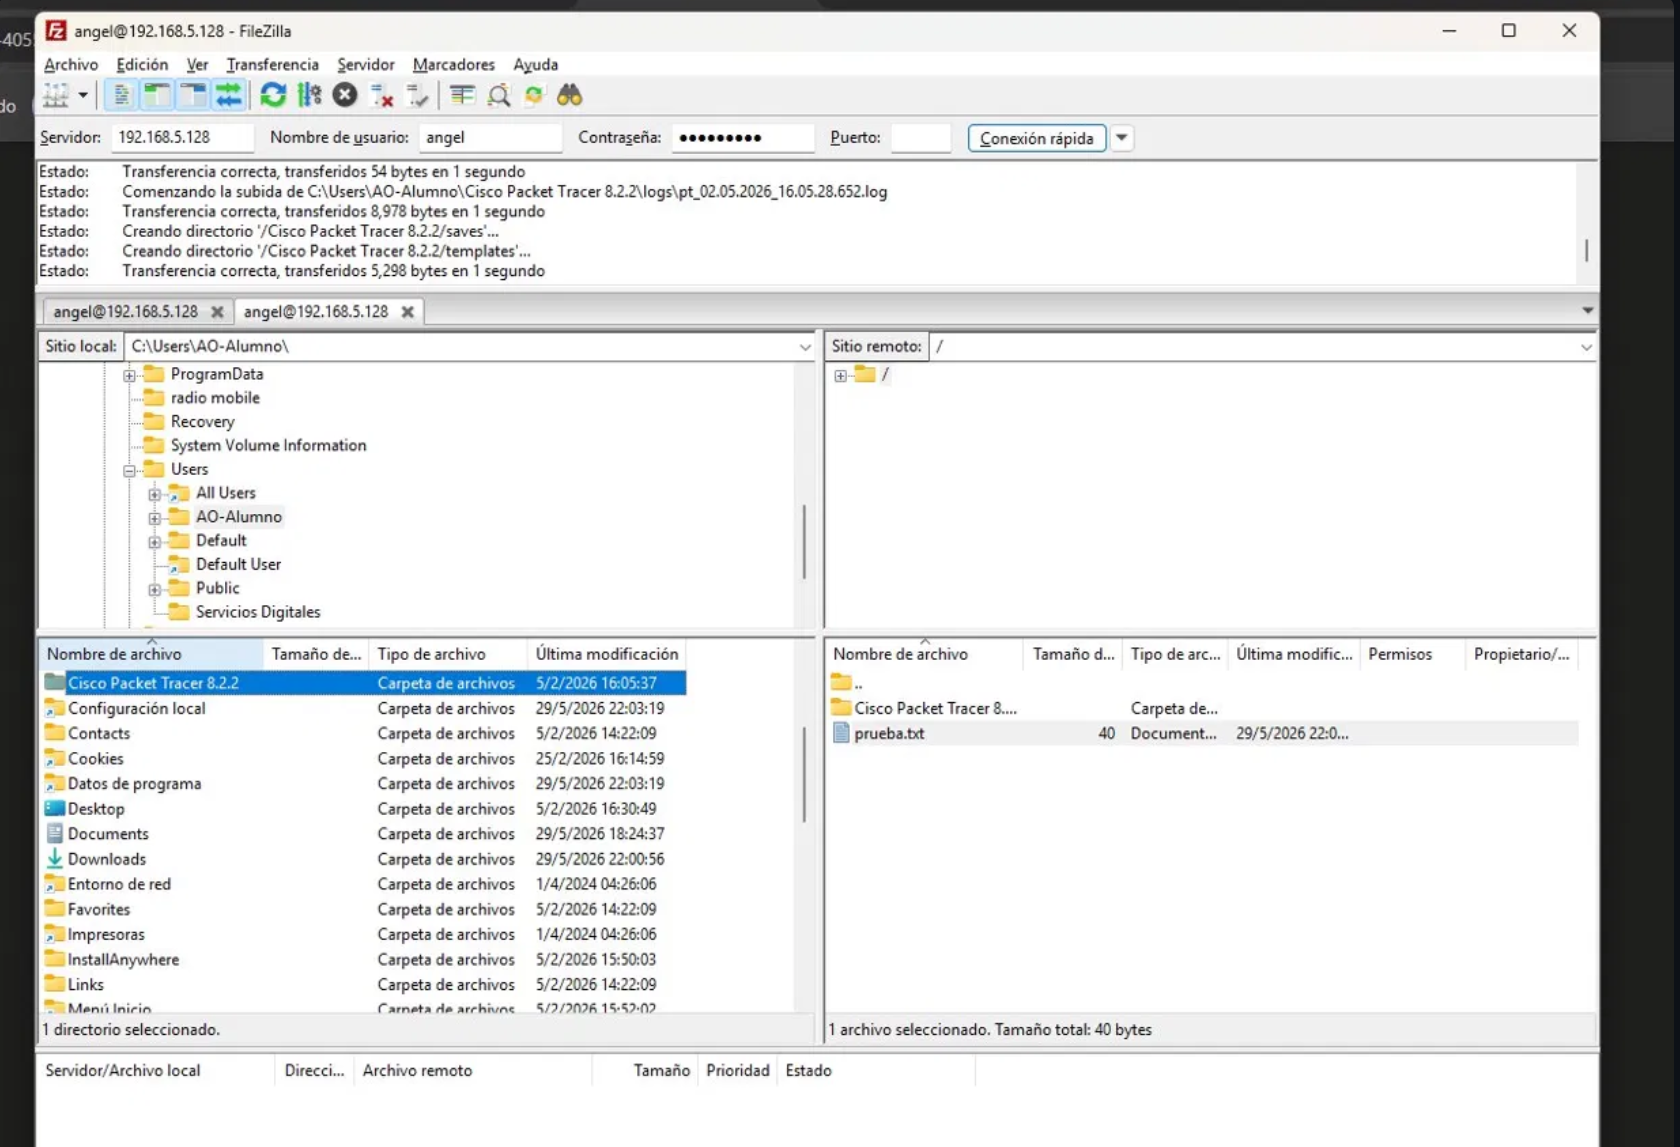 -405
do
angel@192.168.5.128 - FileZilla
Archivo Edición Ver Transferencia Servidor Marcadores Ayuda
Servidor: 192.168.5.128 Nombre de usuario: angel Contraseña: ●●●●●●●●● Puerto: Conexión rápida
Estado: Transferencia correcta, transferidos 54 bytes en 1 segundo
Estado: Comenzando la subida de C:\Users\AO-Alumno\Cisco Packet Tracer 8.2.2\logs\pt_02.05.2026_16.05.28.652.log
Estado: Transferencia correcta, transferidos 8,978 bytes en 1 segundo
Estado: Creando directorio '/Cisco Packet Tracer 8.2.2/saves'...
Estado: Creando directorio '/Cisco Packet Tracer 8.2.2/templates'...
Estado: Transferencia correcta, transferidos 5,298 bytes en 1 segundo
angel@192.168.5.128 angel@192.168.5.128
Sitio local: C:\Users\AO-Alumno\
ProgramData
radio mobile
Recovery
System Volume Information
Users
All Users
AO-Alumno
Default
Default User
Public
Servicios Digitales
Sitio remoto: /
/
Nombre de archivo Tamaño de... Tipo de archivo Última modificación
Cisco Packet Tracer 8.2.2 Carpeta de archivos 5/2/2026 16:05:37
Configuración local Carpeta de archivos 29/5/2026 22:03:19
Contacts Carpeta de archivos 5/2/2026 14:22:09
Cookies Carpeta de archivos 25/2/2026 16:14:59
Datos de programa Carpeta de archivos 29/5/2026 22:03:19
Desktop Carpeta de archivos 5/2/2026 16:30:49
Documents Carpeta de archivos 29/5/2026 18:24:37
Downloads Carpeta de archivos 29/5/2026 22:00:56
Entorno de red Carpeta de archivos 1/4/2024 04:26:06
Favorites Carpeta de archivos 5/2/2026 14:22:09
Impresoras Carpeta de archivos 1/4/2024 04:26:06
InstallAnywhere Carpeta de archivos 5/2/2026 15:50:03
Links Carpeta de archivos 5/2/2026 14:22:09
Menú Inicio Carpeta de archivos 5/2/2026 15:52:02
1 directorio seleccionado.
Nombre de archivo Tamaño d... Tipo de arc... Última modific... Permisos Propietario/...
..
Cisco Packet Tracer 8.... Carpeta de...
prueba.txt 40 Document... 29/5/2026 22:0...
1 archivo seleccionado. Tamaño total: 40 bytes
Servidor/Archivo local Direcci... Archivo remoto Tamaño Prioridad Estado